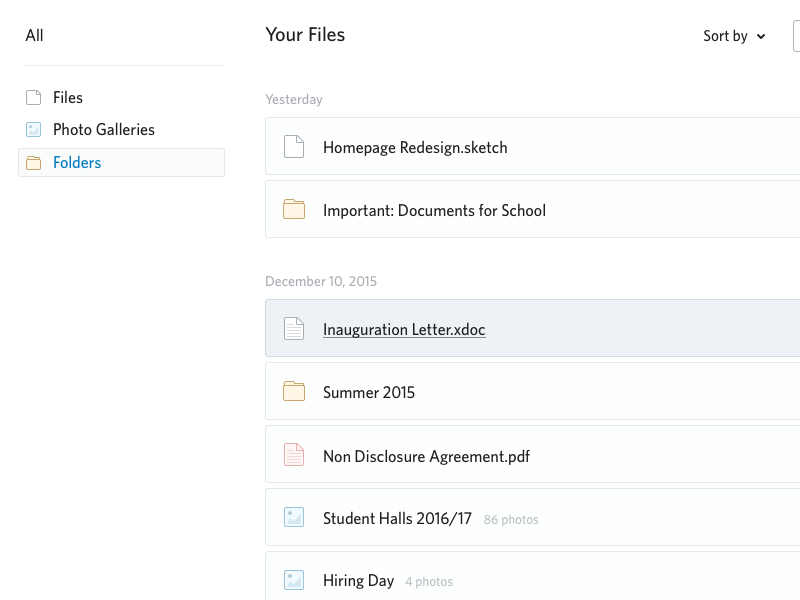 All
Files
Photo Galleries
Folders
Your Files
Sort by
Yesterday
Homepage Redesign.sketch
Important: Documents for School
December 10, 2015
Inauguration Letter.xdoc
Summer 2015
Non Disclosure Agreement.pdf
Student Halls 2016/17 86 photos
Hiring Day 4 photos